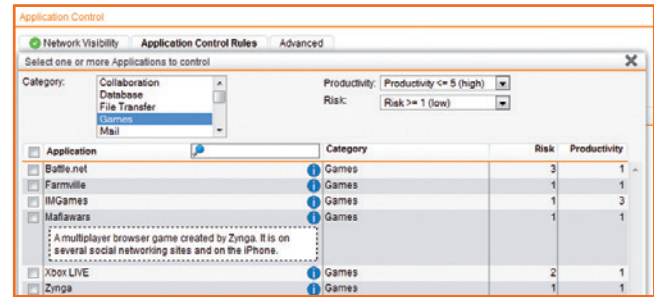 Application Control
Network Visibility Application Control Rules Advanced
Select one or more Applications to control
Category: Collaboration Productivity: Productivity <= 5 (high)
Database Risk: Risk >= 1 (low)
File Transfer
Games
Mail
Application Category Risk Productivity
Battle.net Games 3 1
Farmville Games 1 1
IMGames Games 1 3
Mafiawars Games 1 1
A multiplayer browser game created by Zynga. It is on
several social networking sites and on the iPhone.
Xbox LIVE Games 2 1
Zynga Games 1 1